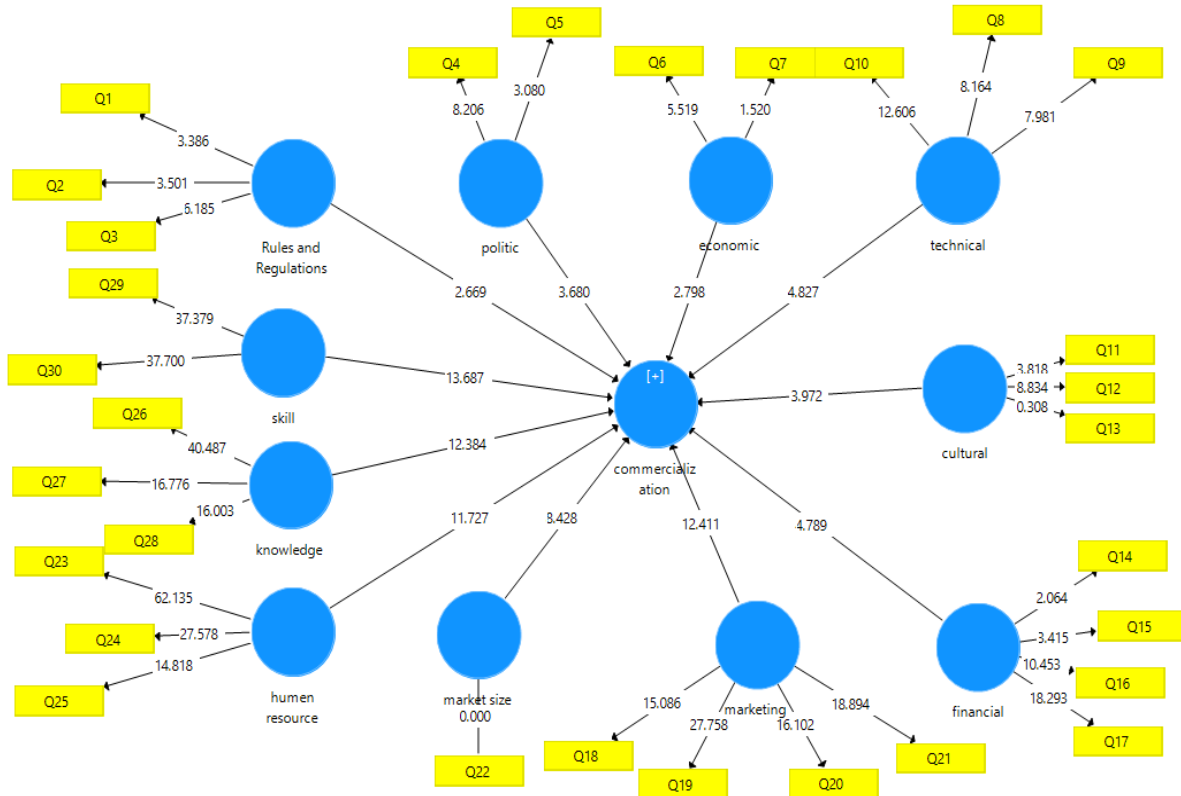 Q5
Q8
Q4
Q6
Q7
Q10
Q9
3.080
8.206
5.519
1.520
12.606
8.164
7.981
Q1
3.386
Q2
3.501
6.185
Q3
Rules and
Regulations
politic
economic
technical
Q29
37.379
2.669
3.680
2.798
4.827
Q30
37.700
skill
13.687
[+]
commercializ
ation
3.972
cultural
3.818
Q11
8.834
Q12
0.308
Q13
Q26
40.487
Q27
16.776
16.003
Q28
knowledge
12.384
Q23
62.135
Q24
27.578
14.818
Q25
humen
resource
11.727
8.428
12.411
4.789
market size
0.000
Q22
marketing
15.086
27.758
16.102
18.894
Q18
Q19
Q20
Q21
financial
2.064
Q14
3.415
Q15
10.453
Q16
18.293
Q17